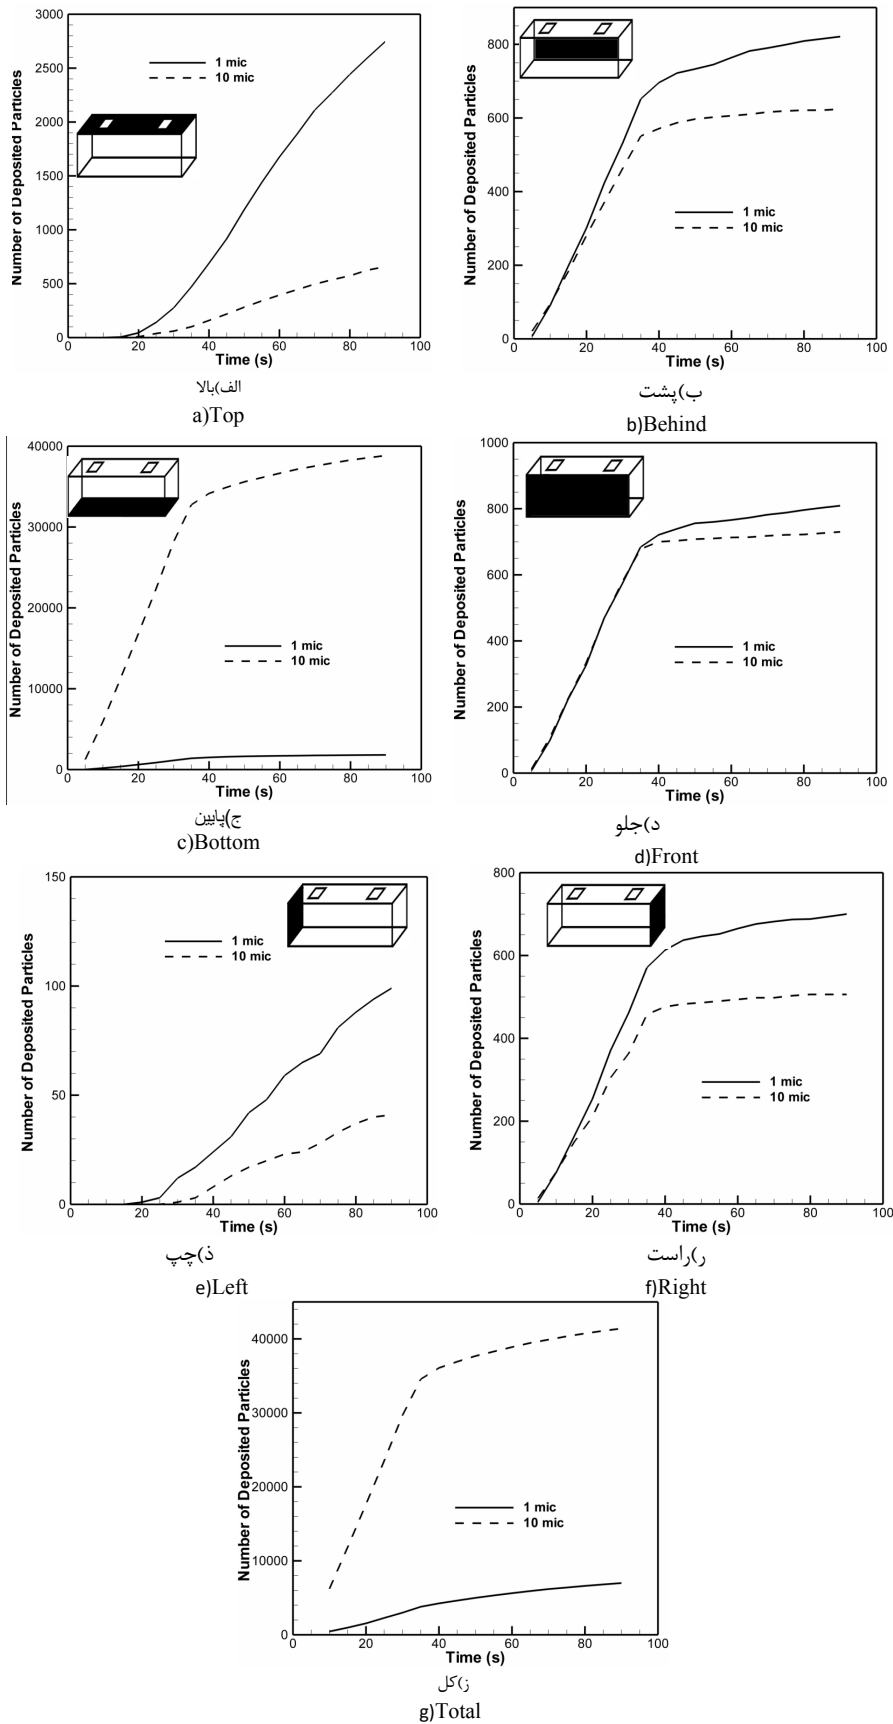 3000
2500
2000
1500
1000
500
0
0 20 40 60 80 100
Number of Deposited Particles
Time (s)
1 mic
10 mic
الف)بالا
a)Top
800
600
400
200
0
0 20 40 60 80 100
Number of Deposited Particles
Time (s)
1 mic
10 mic
ب)پشت
b)Behind
40000
30000
20000
10000
0
0 20 40 60 80 100
Number of Deposited Particles
Time (s)
1 mic
10 mic
ج)پایین
c)Bottom
1000
800
600
400
200
0
0 20 40 60 80 100
Number of Deposited Particles
Time (s)
1 mic
10 mic
د)جلو
d)Front
150
100
50
0
0 20 40 60 80 100
Number of Deposited Particles
Time (s)
1 mic
10 mic
ذ)چپ
e)Left
800
600
400
200
0
0 20 40 60 80 100
Number of Deposited Particles
Time (s)
1 mic
10 mic
ر)راست
f)Right
40000
30000
20000
10000
0
0 20 40 60 80 100
Number of Deposited Particles
Time (s)
1 mic
10 mic
ز)کل
g)Total